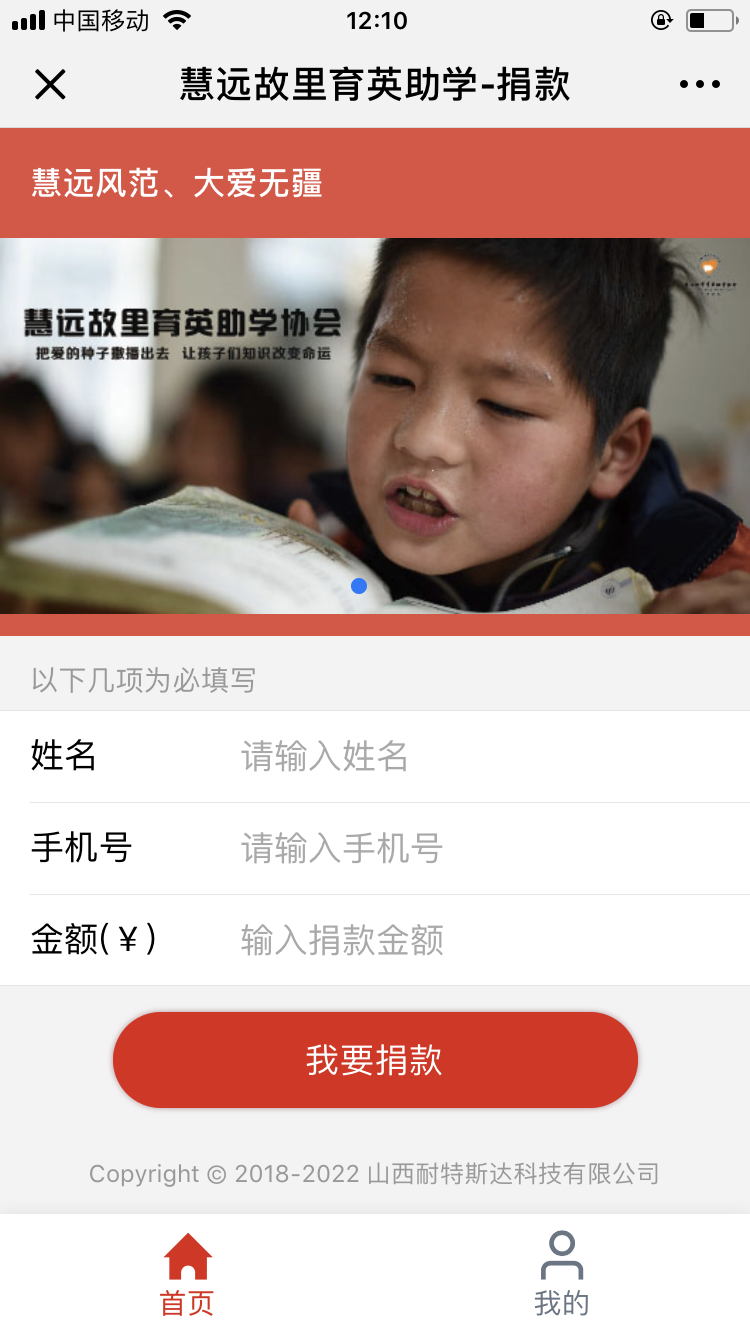 中国移动
12:10
慧远故里育英助学-捐款
慧远风范、大爱无疆
慧远故里育英助学协会
把爱的种子撒播出去 让孩子们知识改变命运
以下几项为必填写
姓名 请输入姓名
手机号 请输入手机号
金额(￥) 输入捐款金额
我要捐款
Copyright © 2018-2022 山西耐特斯达科技有限公司
首页
我的